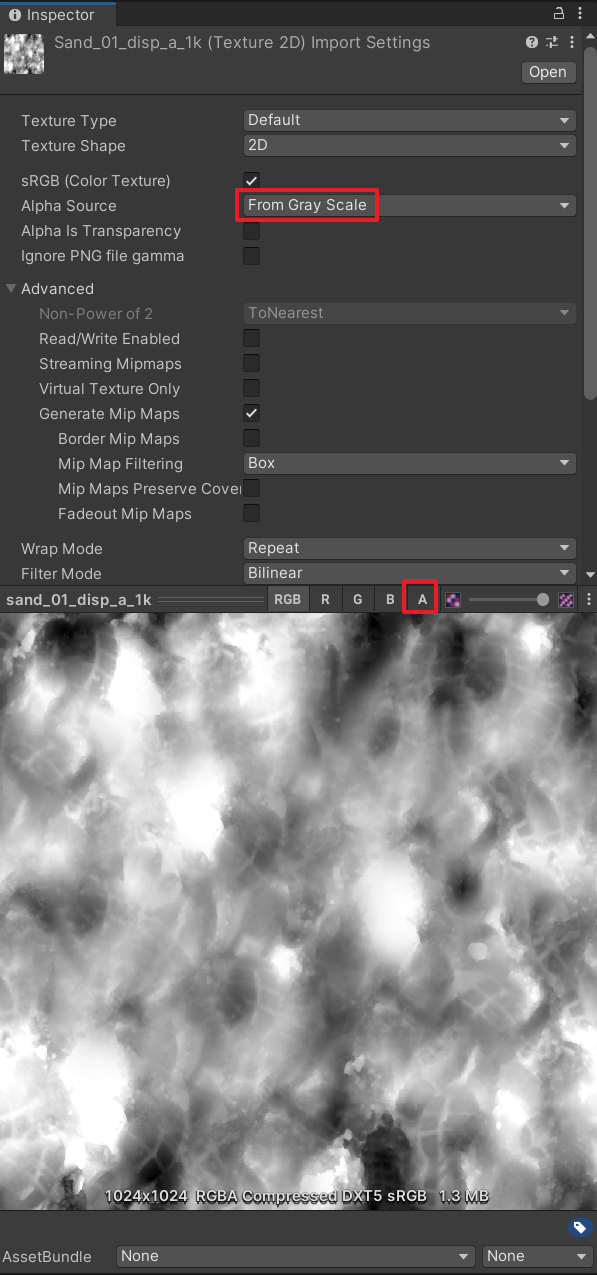 Inspector
Sand_01_disp_a_1k (Texture 2D) Import Settings
Open
Texture Type Default
Texture Shape 2D
sRGB (Color Texture)
Alpha Source From Gray Scale
Alpha Is Transparency
Ignore PNG file gamma
Advanced
Non-Power of 2 ToNearest
Read/Write Enabled
Streaming Mipmaps
Virtual Texture Only
Generate Mip Maps
Border Mip Maps
Mip Map Filtering Box
Mip Maps Preserve Cover
Fadeout Mip Maps
Wrap Mode Repeat
Filter Mode Bilinear
sand_01_disp_a_1k RGB R G B A
1024x1024 RGBA Compressed DXT5 sRGB 1.3 MB
AssetBundle None None